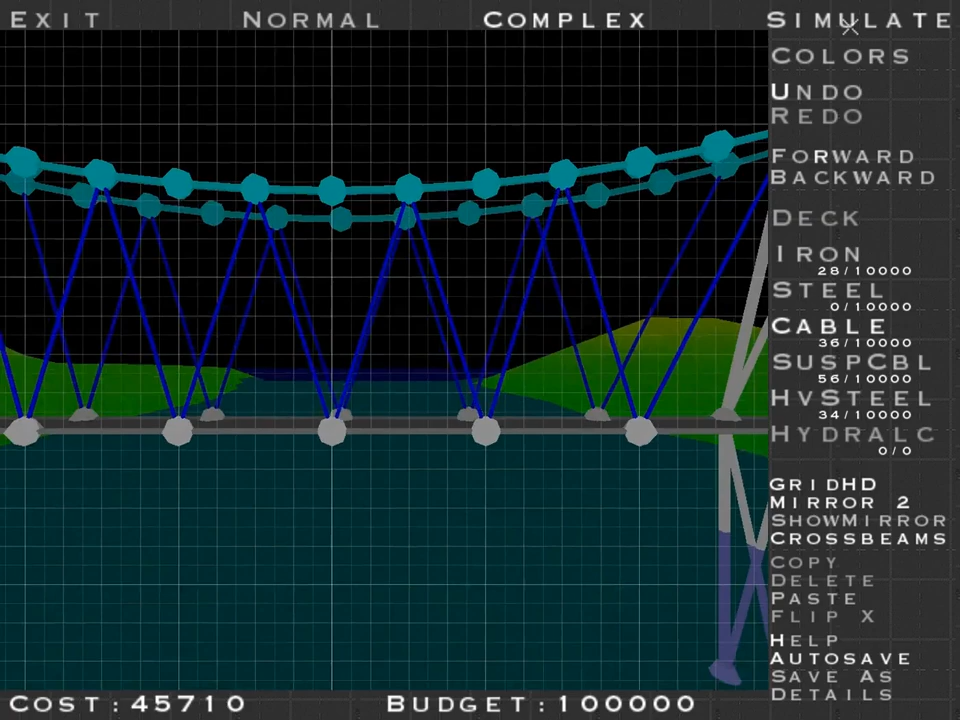 EXIT NORMAL COMPLEX SIMULATE
COLORS
UNDO
REDO
FORWARD
BACKWARD
DECK
IRON
28/10000
STEEL
0/10000
CABLE
36/10000
SUSPCBL
56/10000
HVSTEEL
34/10000
HYDRALC
0/0
GRIDHD
MIRROR 2
SHOWMIRROR
CROSSBEAMS
COPY
DELETE
PASTE
FLIP X
HELP
AUTOSAVE
SAVE AS
DETAILS
COST:45710 BUDGET:100000